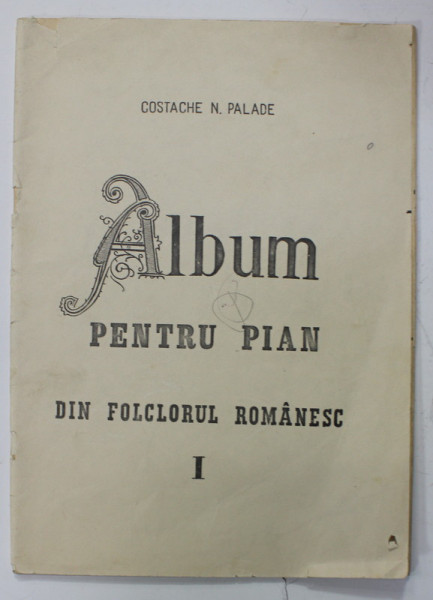 COSTACHE N. PALADE
Album
PENTRU PIAN
DIN FOLCLORUL ROMÂNESC
I